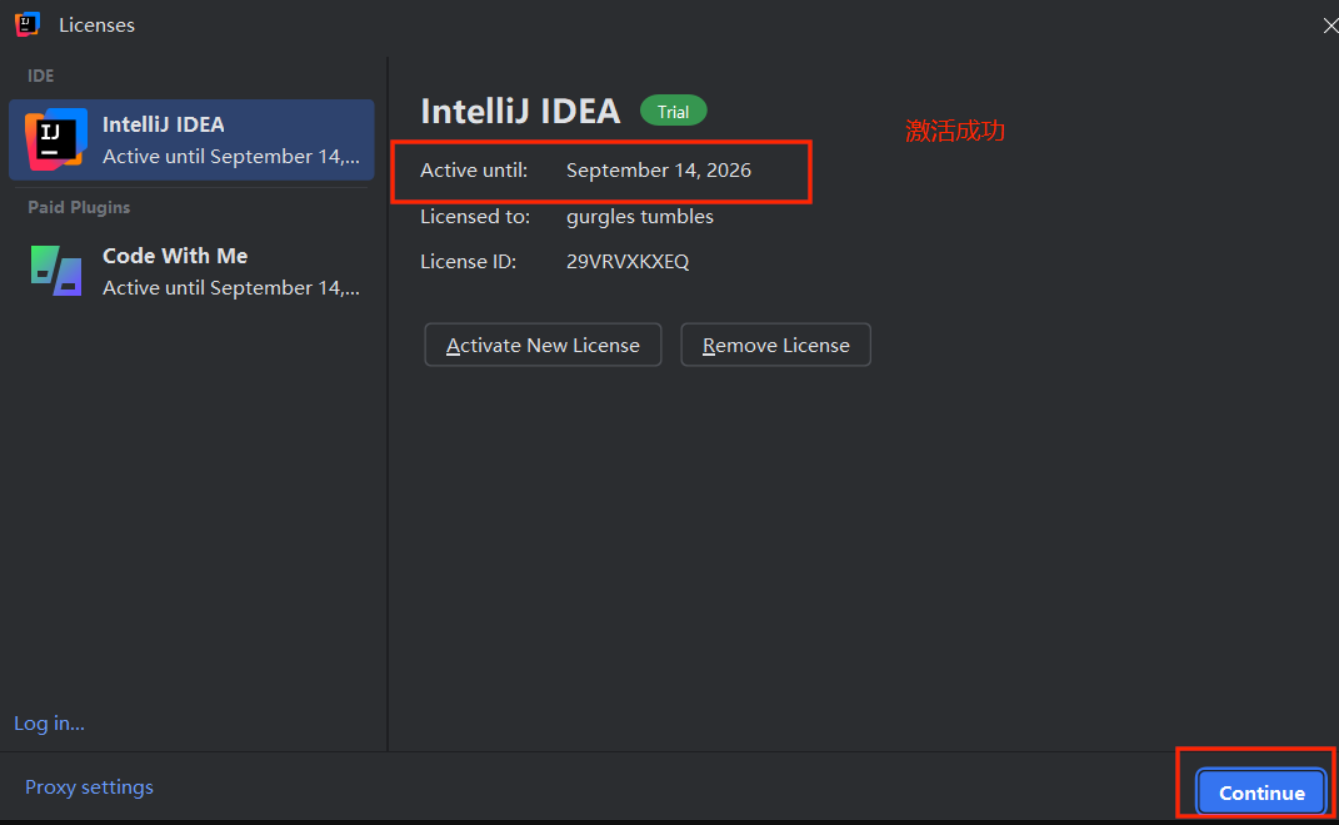 Licenses
IDE
IntelliJ IDEA
Active until September 14,...
Paid Plugins
Code With Me
Active until September 14,...
Log in...
Proxy settings
IntelliJ IDEA Trial
激活成功
Active until: September 14, 2026
Licensed to: gurgles tumbles
License ID: 29VRVXKXEQ
Activate New License Remove License
Continue